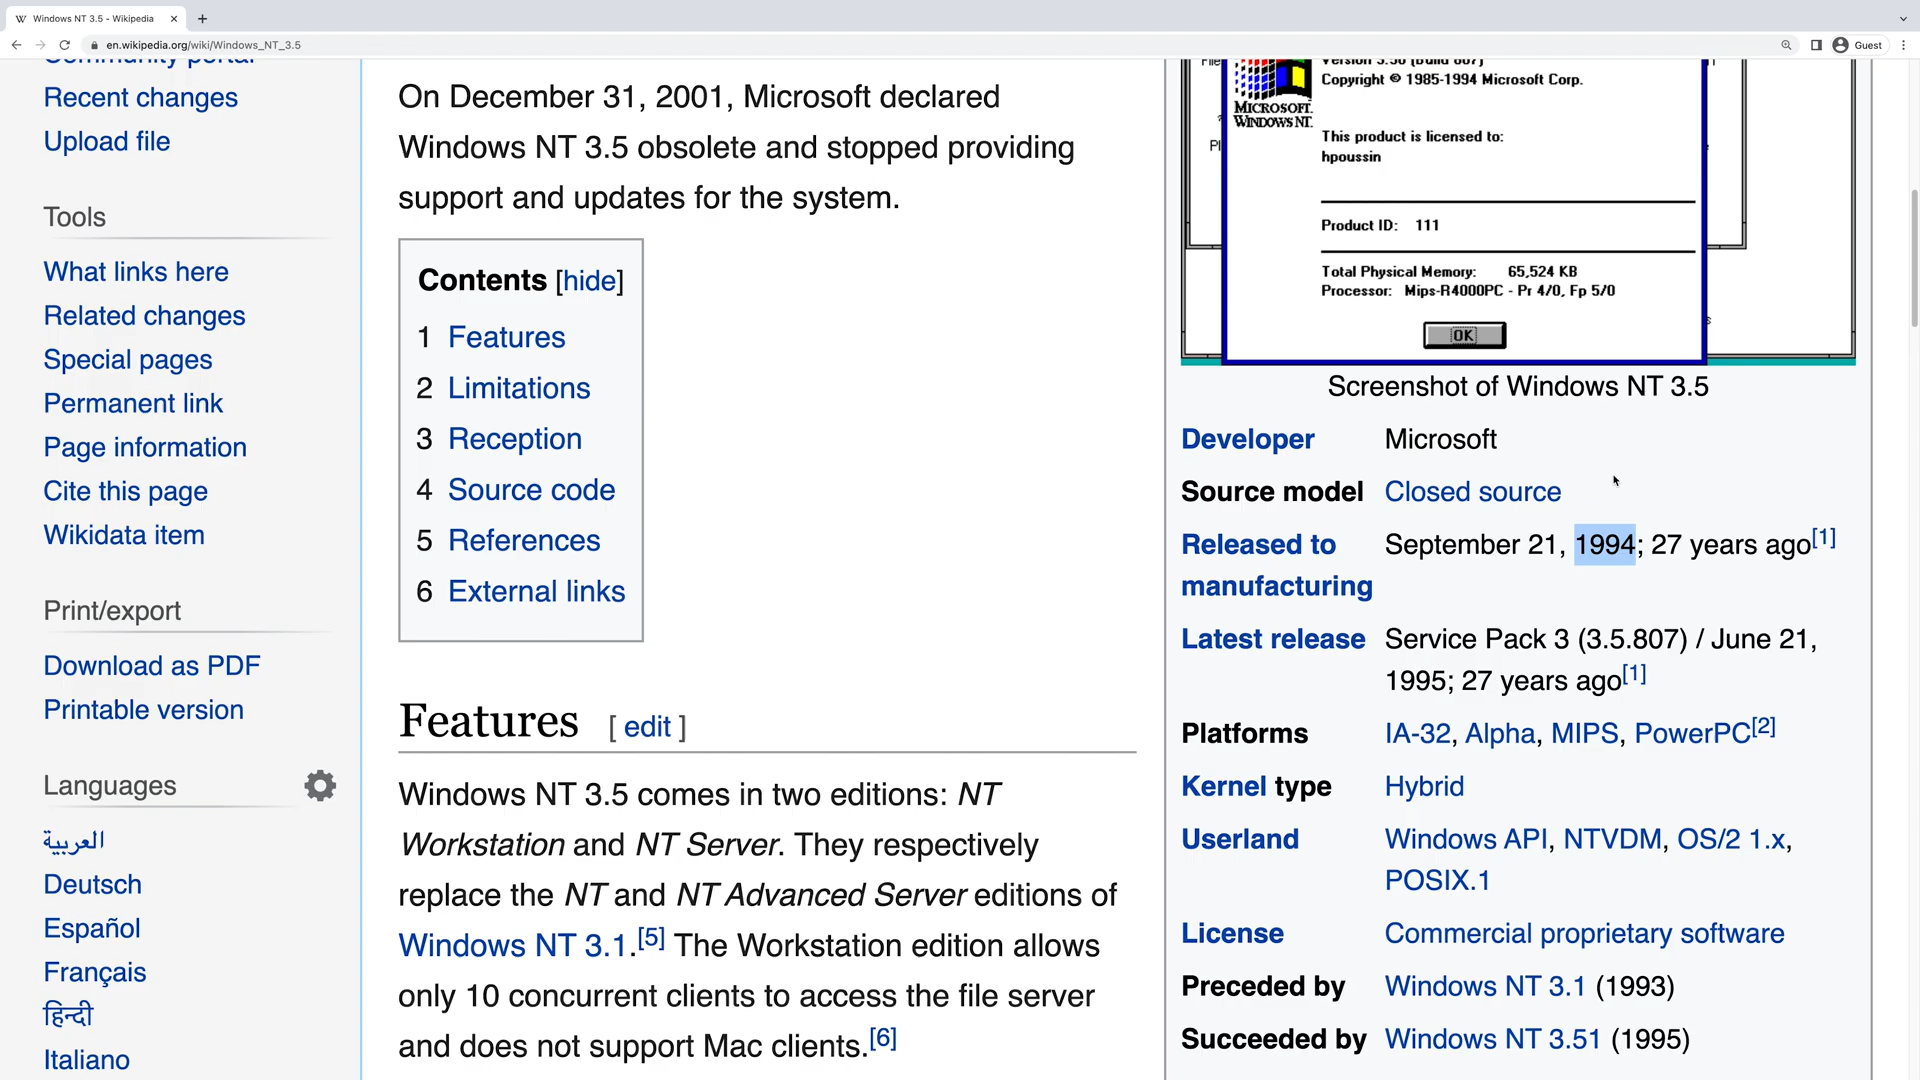 Windows NT 3.5 - Wikipedia
en.wikipedia.org/wiki/Windows_NT_3.5
Guest
Community portal
Recent changes
Upload file
Tools
What links here
Related changes
Special pages
Permanent link
Page information
Cite this page
Wikidata item
Print/export
Download as PDF
Printable version
Languages
العربية
Deutsch
Español
Français
हिन्दी
Italiano
On December 31, 2001, Microsoft declared
Windows NT 3.5 obsolete and stopped providing
support and updates for the system.
Contents [hide]
1 Features
2 Limitations
3 Reception
4 Source code
5 References
6 External links
Features [ edit ]
Windows NT 3.5 comes in two editions: NT
Workstation and NT Server. They respectively
replace the NT and NT Advanced Server editions of
Windows NT 3.1.[5] The Workstation edition allows
only 10 concurrent clients to access the file server
and does not support Mac clients.[6]
File
Version 3.50 (Build 807)
Copyright © 1985-1994 Microsoft Corp.
MICROSOFT.
WINDOWS NT.
This product is licensed to:
hpoussin
Product ID: 111
Total Physical Memory: 65,524 KB
Processor: Mips-R4000PC - Pr 4/0, Fp 5/0
OK
Screenshot of Windows NT 3.5
Developer Microsoft
Source model Closed source
Released to manufacturing September 21, 1994; 27 years ago[1]
Latest release Service Pack 3 (3.5.807) / June 21,
1995; 27 years ago[1]
Platforms IA-32, Alpha, MIPS, PowerPC[2]
Kernel type Hybrid
Userland Windows API, NTVDM, OS/2 1.x,
POSIX.1
License Commercial proprietary software
Preceded by Windows NT 3.1 (1993)
Succeeded by Windows NT 3.51 (1995)